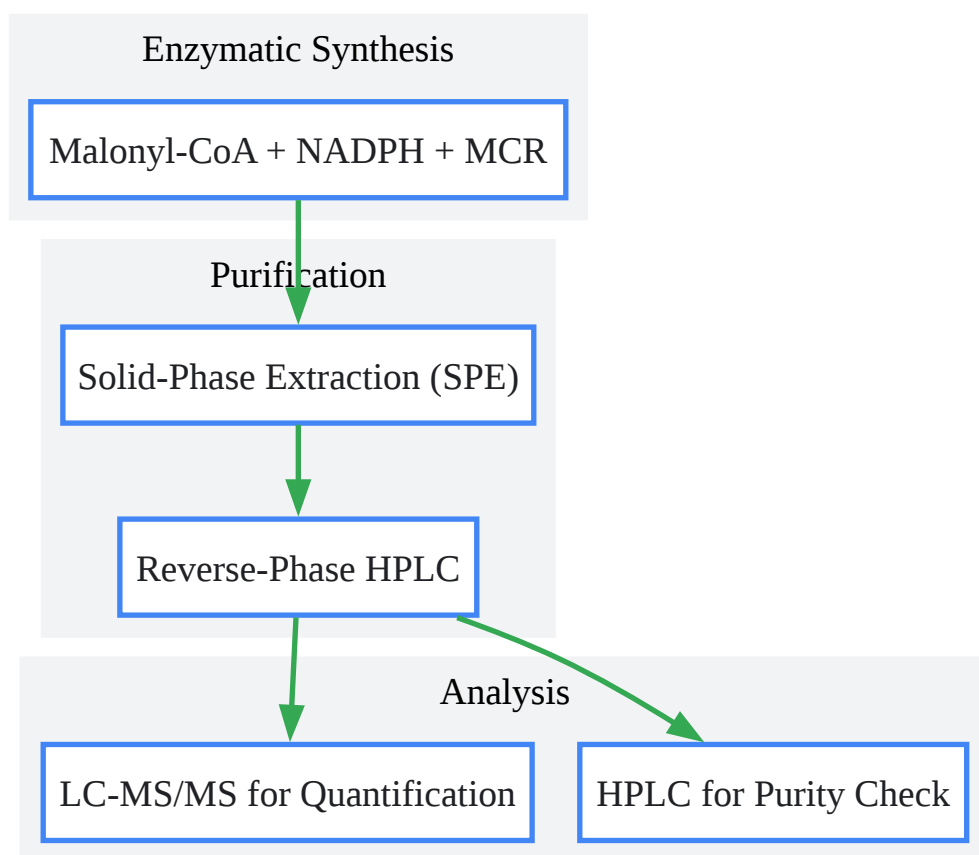 Enzymatic Synthesis
Malonyl-CoA + NADPH + MCR
Purification
Solid-Phase Extraction (SPE)
Reverse-Phase HPLC
Analysis
LC-MS/MS for Quantification
HPLC for Purity Check